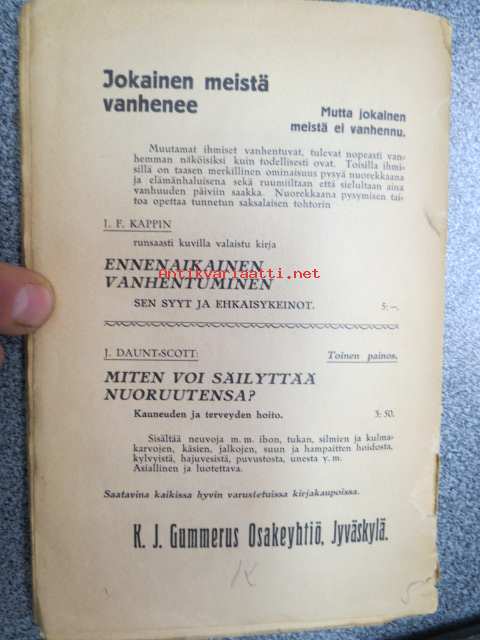 Jokainen meistä
vanhenee
Mutta jokainen
meistä ei vanhennu.
Muutamat ihmiset vanhentuvat, tulevat nopeasti van-
hemman näköisiksi kuin todellisesti ovat. Toisilla ihmi-
sillä on taasen merkillinen ominaisuus pysyä nuorekkaana
ja elämänhaluisena sekä ruumiiltaan että sielultaan aina
vanhuuden päiviin saakka. Nuorekkaana pysymisen tai-
toa opettaa tunnetun saksalaisen tohtorin
I. F. KAPPIN
runsaasti kuvilla valaistu kirja
Antikvariaatti.net
ENNENAIKAINEN
VANHENTUMINEN
SEN SYYT JA EHKAISYKEINOT. 5:—.
J. DAUNT-SCOTT: Toinen painos.
MITEN VOI SÄILYTTÄÄ
NUORUUTENSA?
Kauneuden ja terveyden hoito. 3: 50.
Sisältää neuvoja m. m. ihon, tukan, silmien ja kulma-
karvojen, käsien, jalkojen, suun ja hampaitten hoidosta,
kylvyistä, hajuvesistä, puvustosta, unesta y. m.
Asiallinen ja luotettava.
Saatavina kaikissa hyvin varustetuissa kirjakaupoissa.
K. J. Gummerus Osakeyhtiö, Jyväskylä.